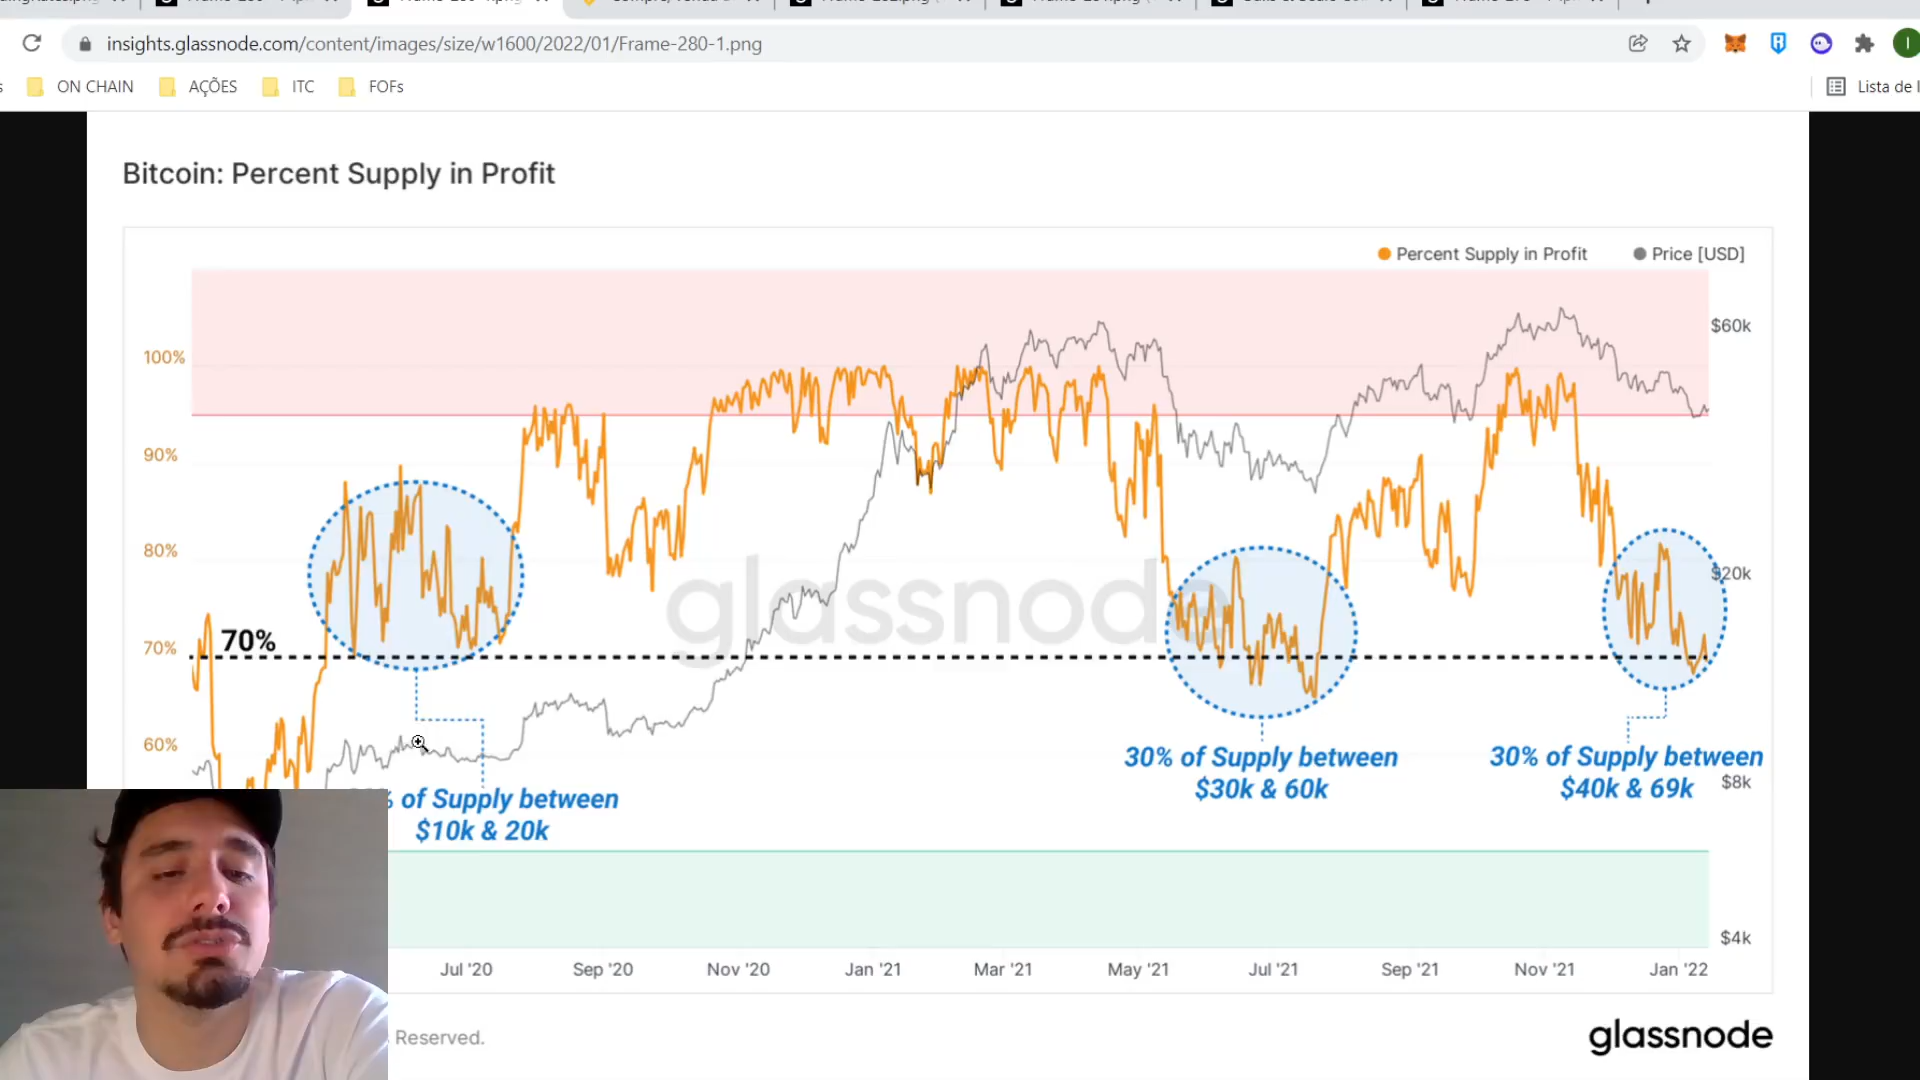 insights.glassnode.com/content/images/size/w1600/2022/01/Frame-280-1.png
ON CHAIN
AÇÕES
ITC
FOFs
Lista de
Bitcoin: Percent Supply in Profit
Percent Supply in Profit
Price [USD]
$60k
100%
90%
80%
$20k
70%
70%
60%
glassnode
30% of Supply between
$30k & 60k
30% of Supply between
$40k & 69k
$8k
of Supply between
$10k & 20k
$4k
Jul '20
Sep '20
Nov '20
Jan '21
Mar '21
May '21
Jul '21
Sep '21
Nov '21
Jan '22
Reserved.
glassnode